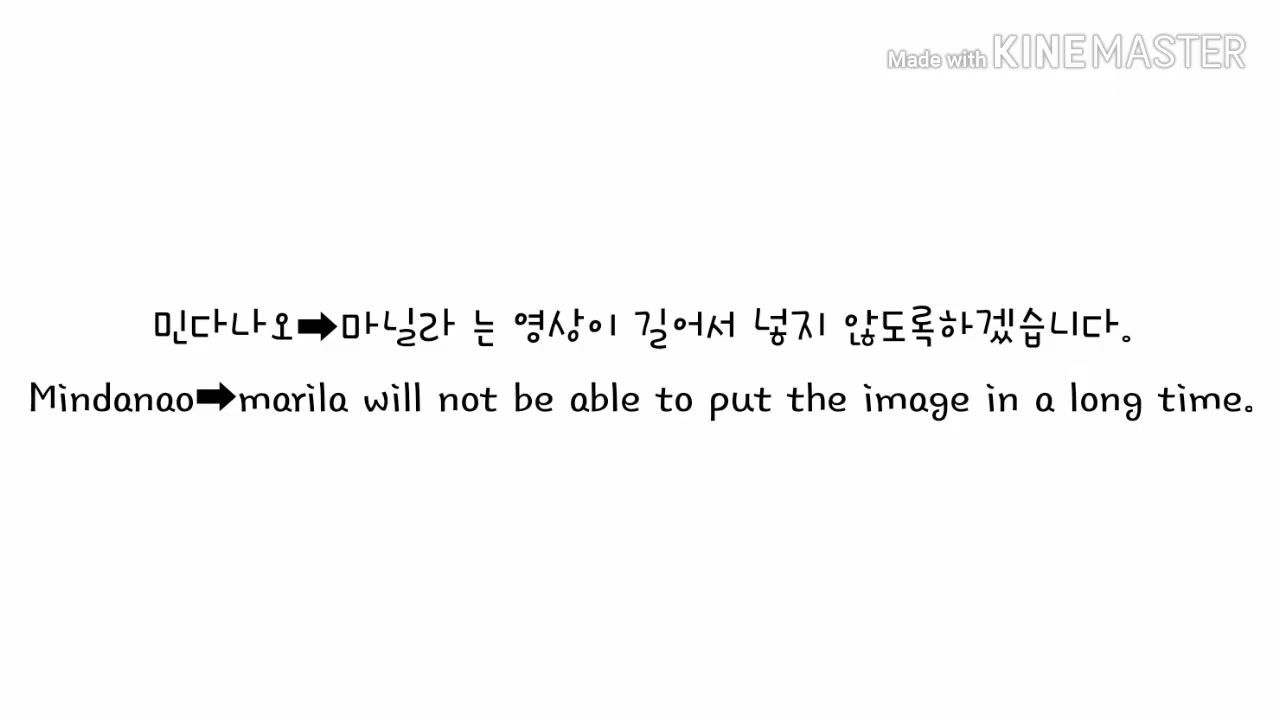 Made with KINEMASTER
민다나오➡마닐라 는 영상이 길어서 넣지 않도록하겠습니다.
Mindanao➡marila will not be able to put the image in a long time.